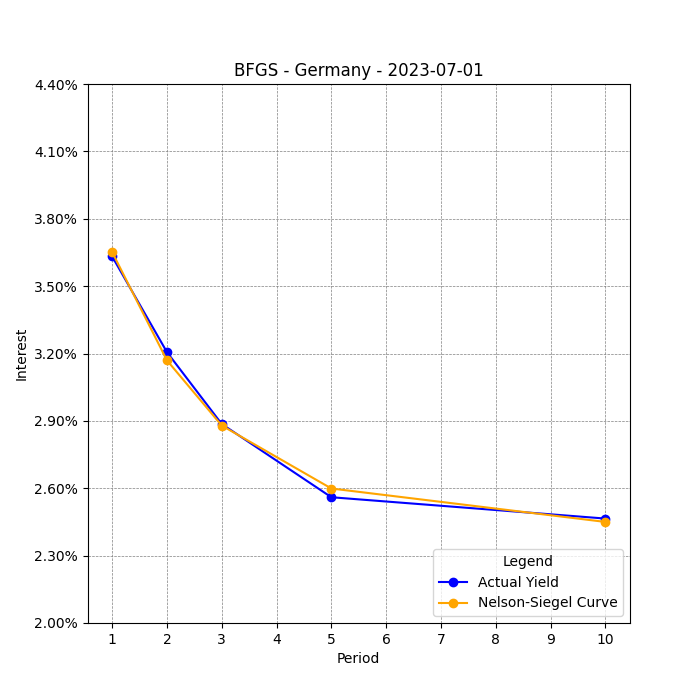 BFGS - Germany - 2023-07-01
4.40%
4.10%
3.80%
3.50%
3.20%
2.90%
2.60%
2.30%
2.00%
Interest
Legend
Actual Yield
Nelson-Siegel Curve
1 2 3 4 5 6 7 8 9 10
Period